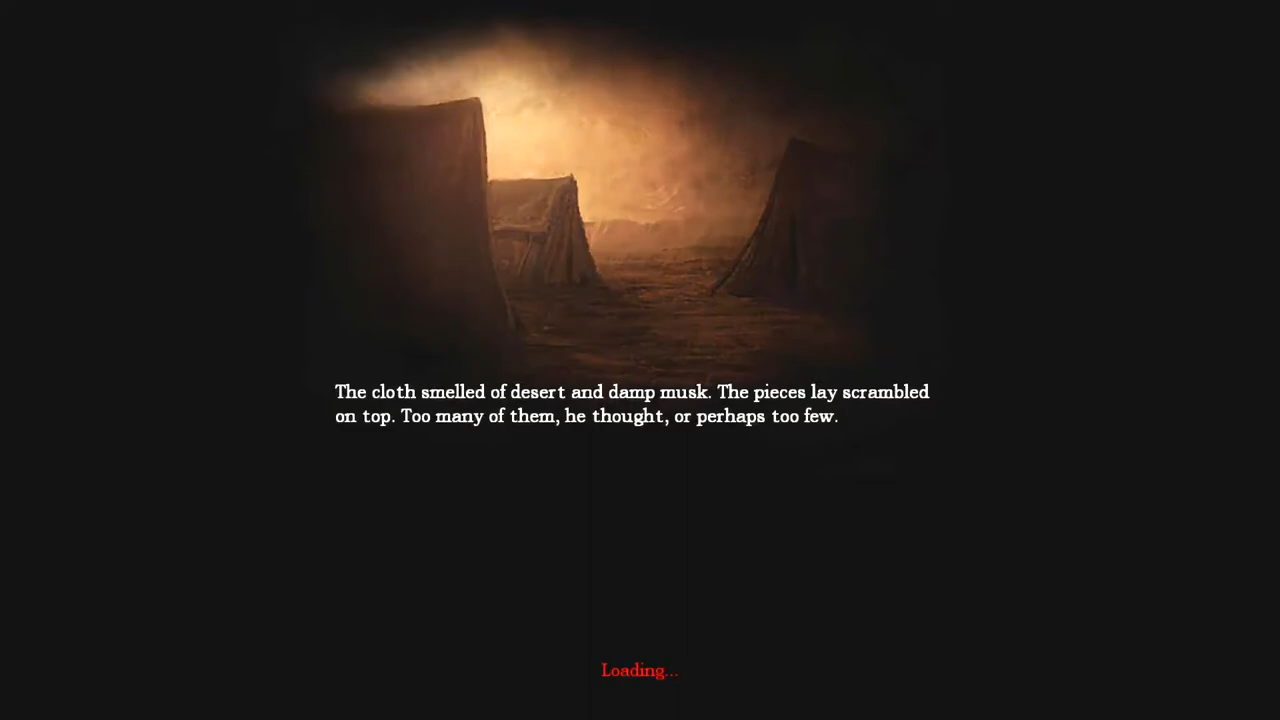 The cloth smelled of desert and damp musk. The pieces lay scrambled
on top. Too many of them, he thought, or perhaps too few.
Loading...